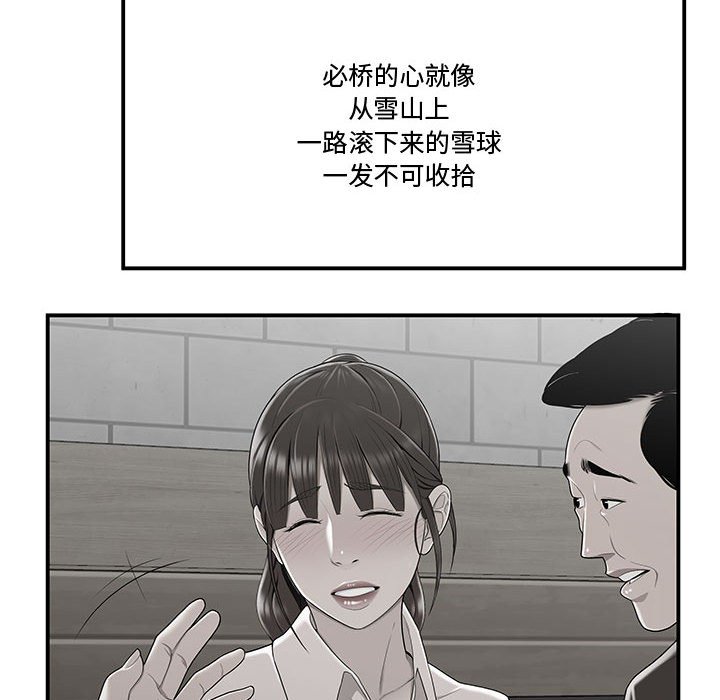 必桥的心就像
从雪山上
一路滚下来的雪球
一发不可收拾